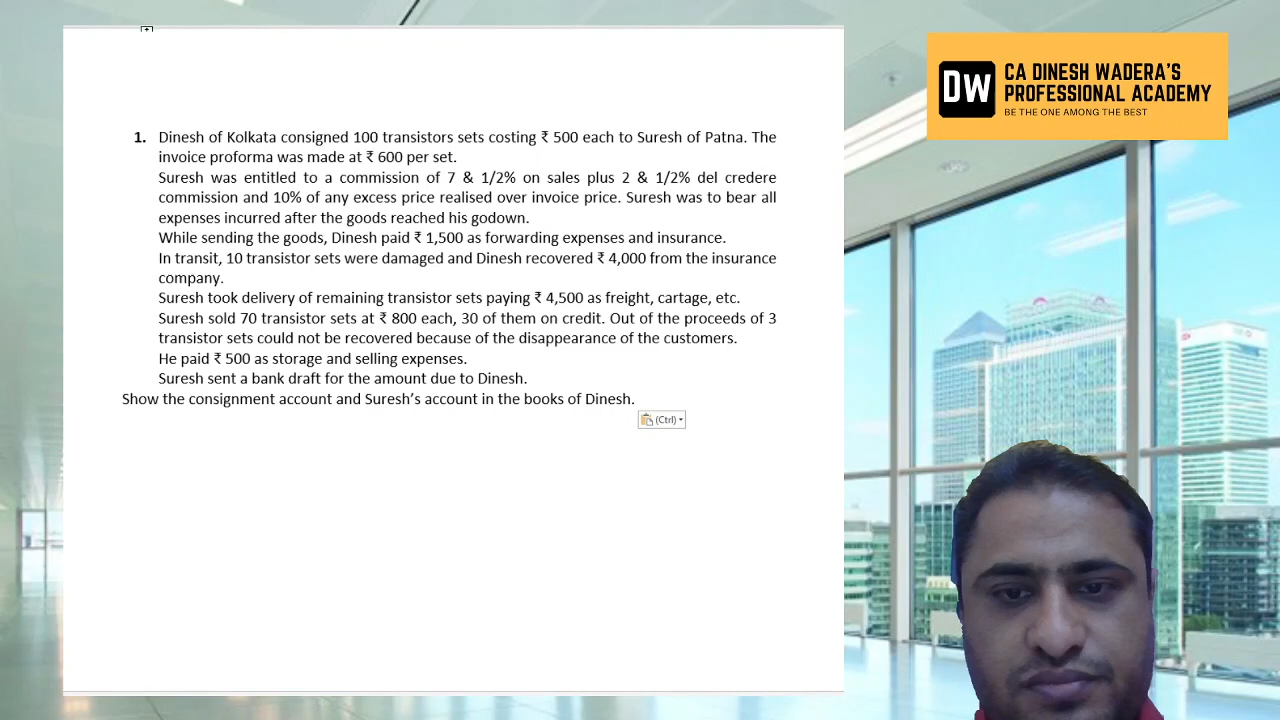 DW
CA DINESH WADERA'S
PROFESSIONAL ACADEMY
BE THE ONE AMONG THE BEST
1. Dinesh of Kolkata consigned 100 transistors sets costing ₹ 500 each to Suresh of Patna. The
invoice proforma was made at ₹ 600 per set.
Suresh was entitled to a commission of 7 & 1/2% on sales plus 2 & 1/2% del credere
commission and 10% of any excess price realised over invoice price. Suresh was to bear all
expenses incurred after the goods reached his godown.
While sending the goods, Dinesh paid ₹ 1,500 as forwarding expenses and insurance.
In transit, 10 transistor sets were damaged and Dinesh recovered ₹ 4,000 from the insurance
company.
Suresh took delivery of remaining transistor sets paying ₹ 4,500 as freight, cartage, etc.
Suresh sold 70 transistor sets at ₹ 800 each, 30 of them on credit. Out of the proceeds of 3
transistor sets could not be recovered because of the disappearance of the customers.
He paid ₹ 500 as storage and selling expenses.
Suresh sent a bank draft for the amount due to Dinesh.
Show the consignment account and Suresh's account in the books of Dinesh.
(Ctrl)